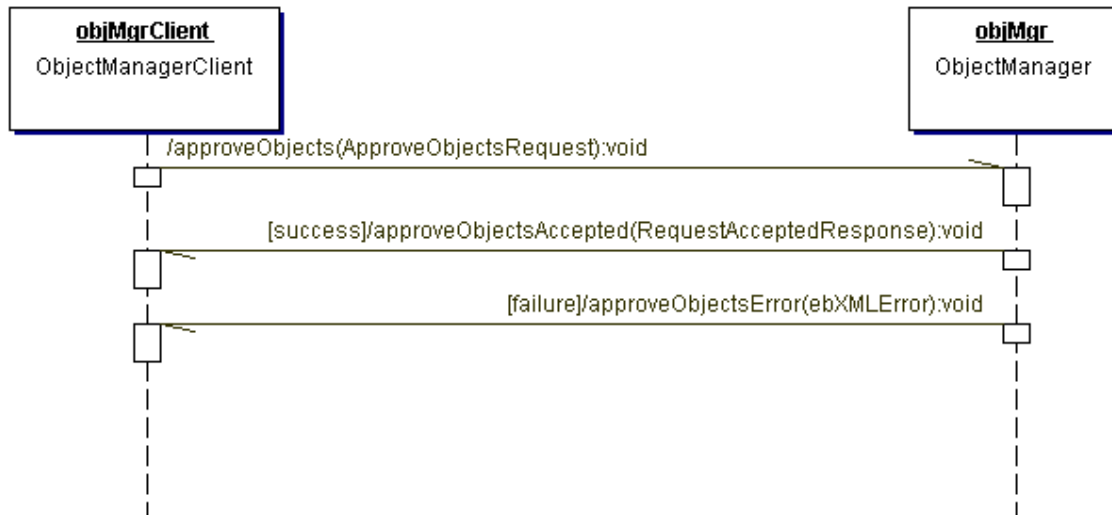 objMgrClient
ObjectManagerClient
objMgr
ObjectManager
/approveObjects(ApproveObjectsRequest):void
[success]/approveObjectsAccepted(RequestAcceptedResponse):void
[failure]/approveObjectsError(ebXMLError):void